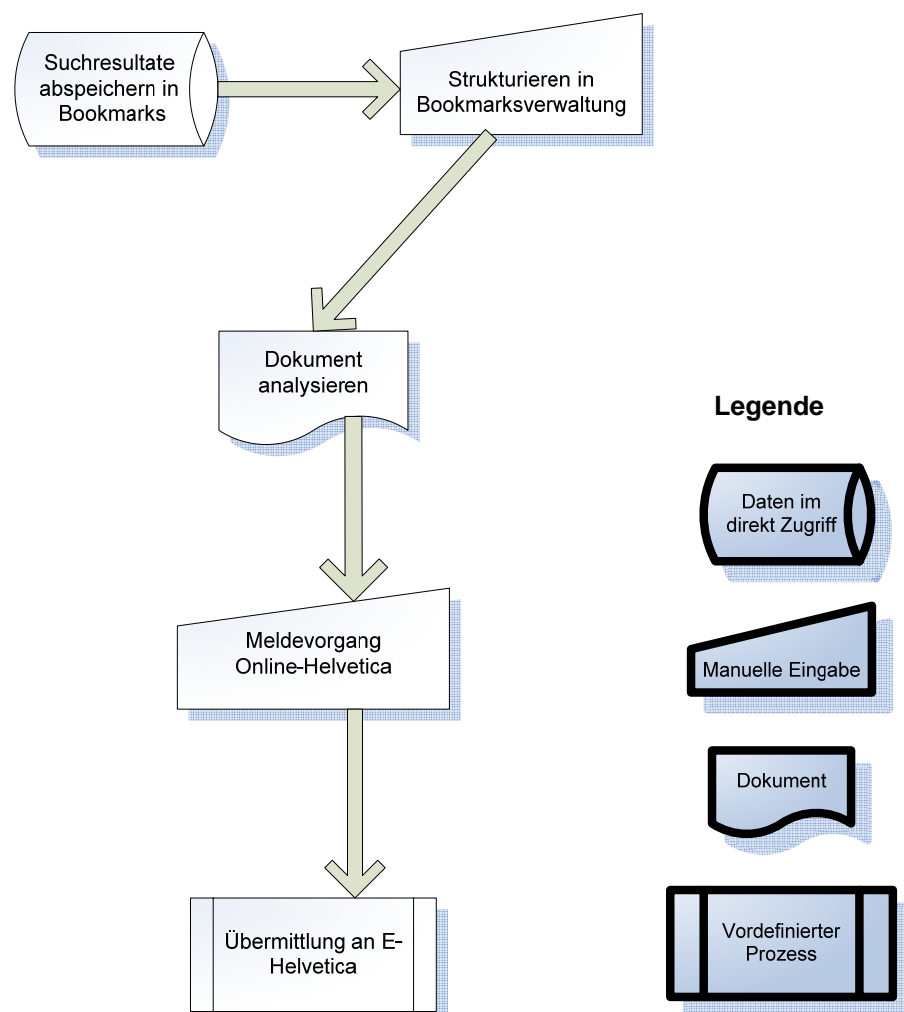 Suchresultate
abspeichern in
Bookmarks
Strukturieren in
Bookmarksverwaltung
Dokument
analysieren
Meldevorgang
Online-Helvetica
Übermittlung an E-
Helvetica
Legende
Daten im
direkt Zugriff
Manuelle Eingabe
Dokument
Vordefinierter
Prozess